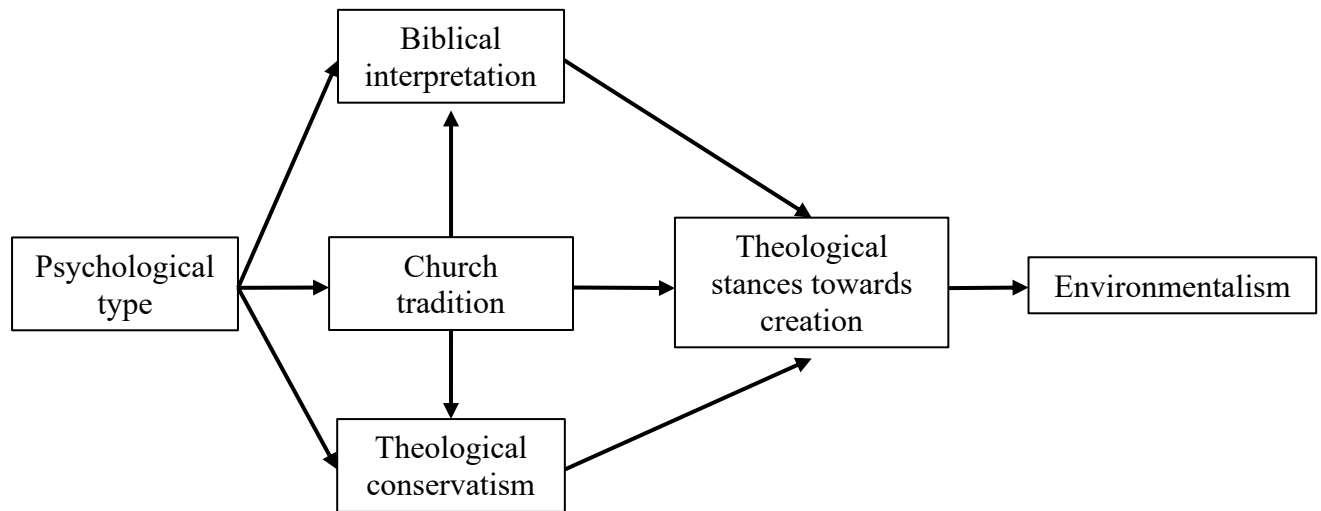 Biblical
interpretation
Psychological
type
Church
tradition
Theological
stances towards
creation
Environmentalism
Theological
conservatism